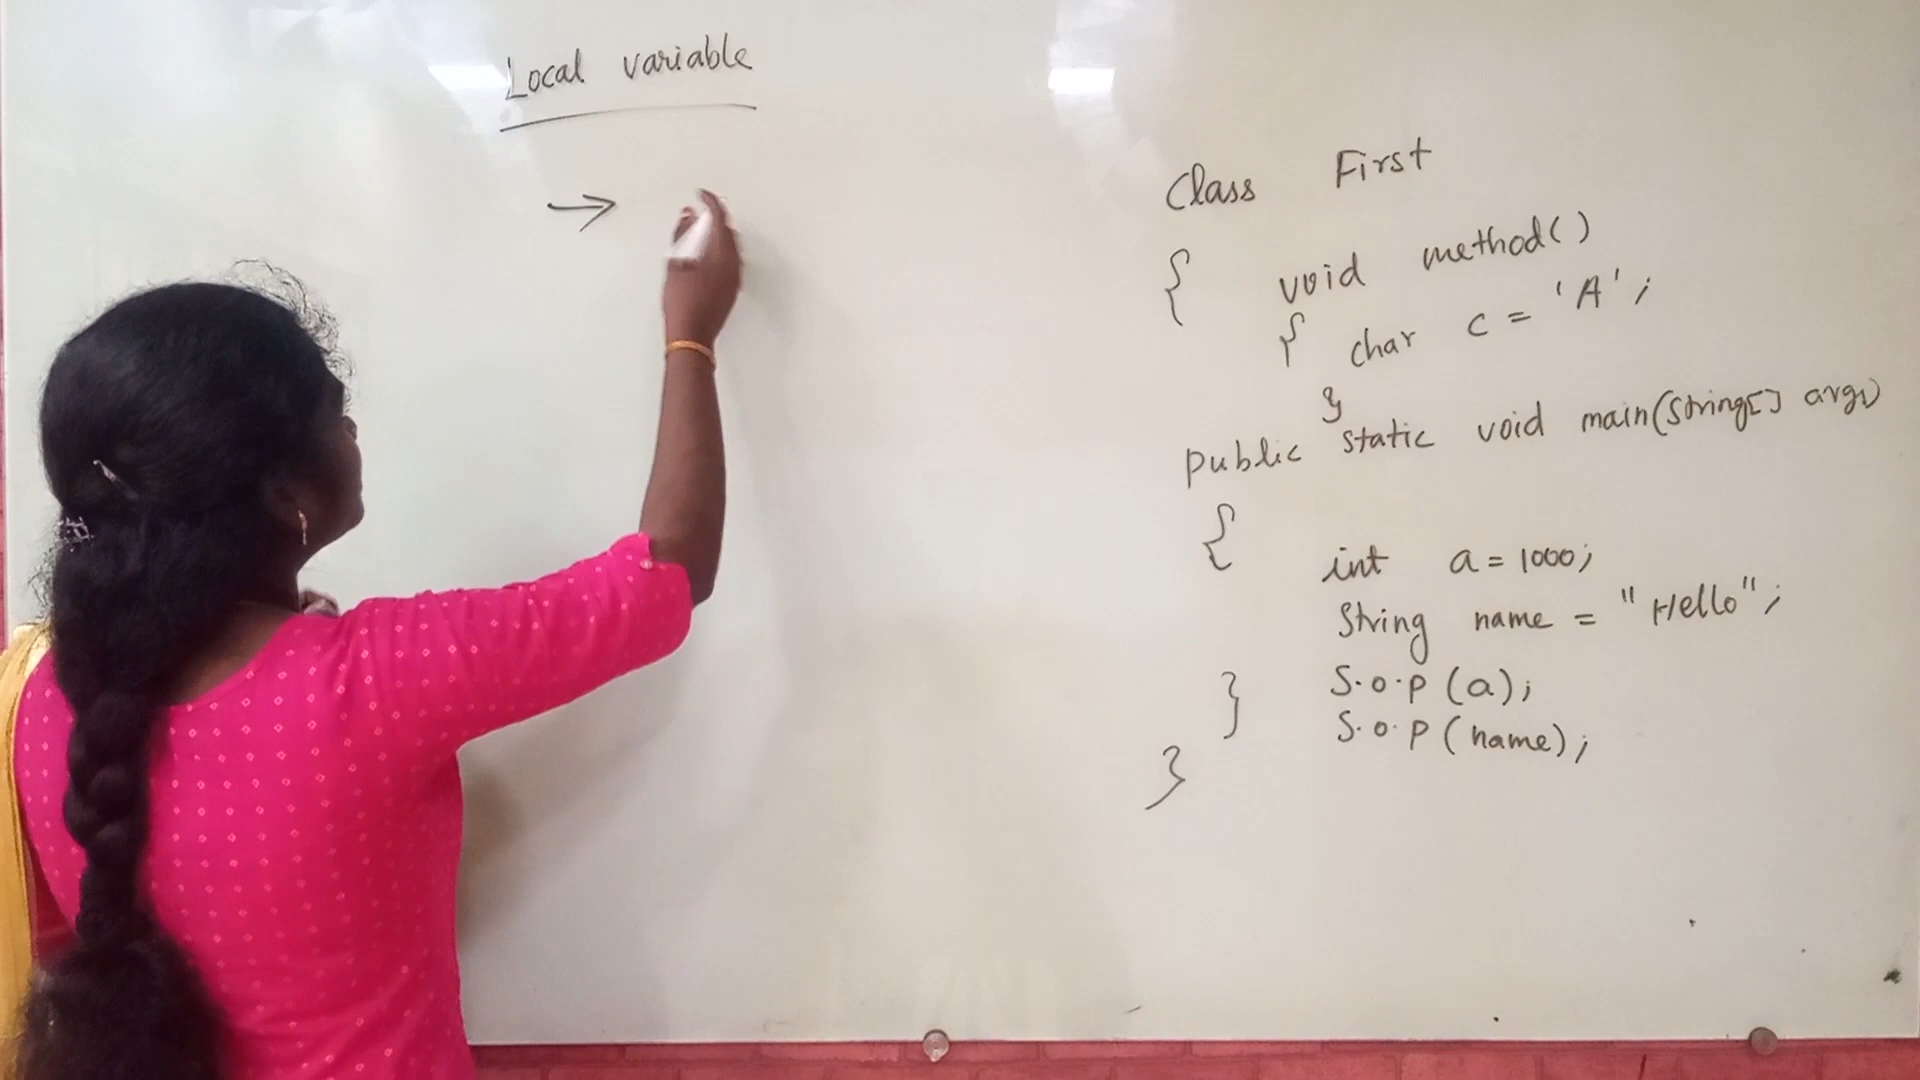 Local variable
→
Class First
{ void method()
{ char c = 'A' ;
}
public static void main(String[] args)
{
int a = 1000;
String name = "Hello";
} S.o.p (a);
S.o.p (name);
}